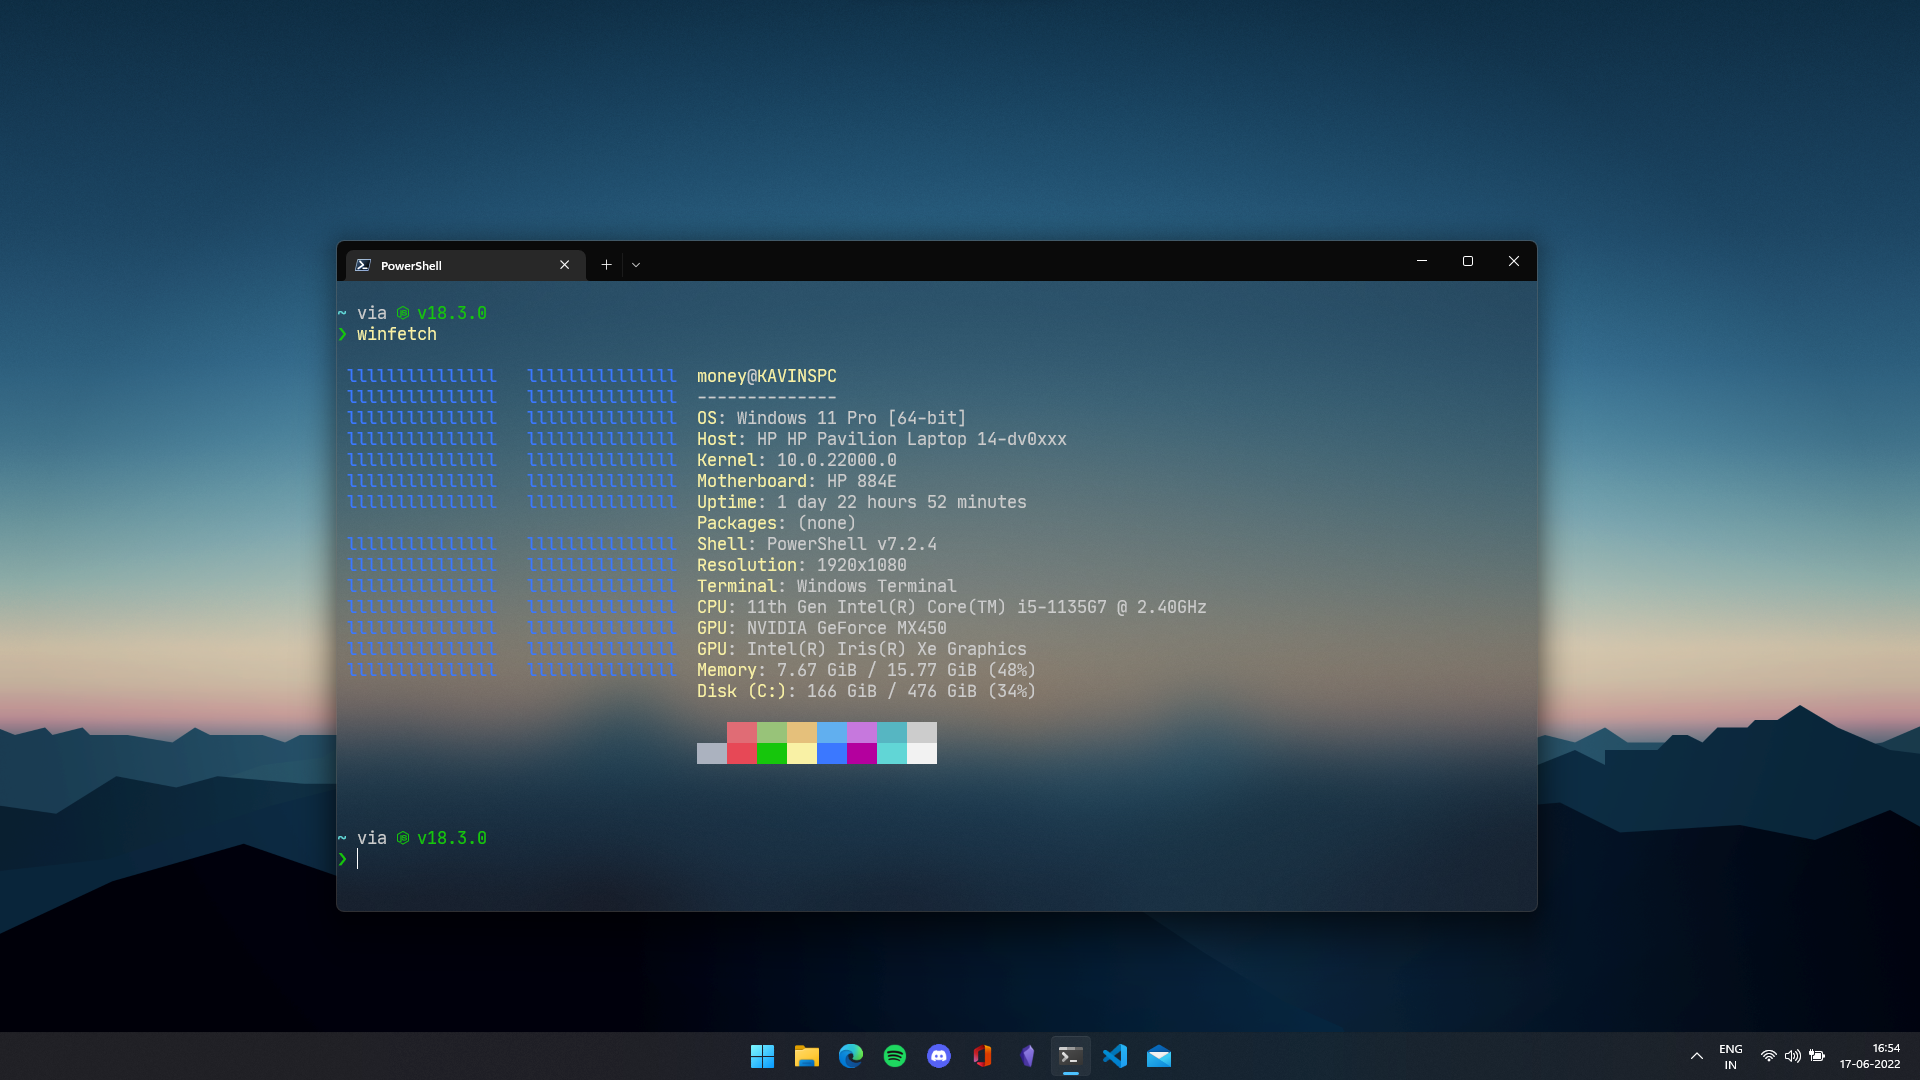 PowerShell
~ via v18.3.0
❯ winfetch
lllllllllllllll   lllllllllllllll  money@KAVINSPC
lllllllllllllll   lllllllllllllll  --------------
lllllllllllllll   lllllllllllllll  OS: Windows 11 Pro [64-bit]
lllllllllllllll   lllllllllllllll  Host: HP HP Pavilion Laptop 14-dv0xxx
lllllllllllllll   lllllllllllllll  Kernel: 10.0.22000.0
lllllllllllllll   lllllllllllllll  Motherboard: HP 884E
lllllllllllllll   lllllllllllllll  Uptime: 1 day 22 hours 52 minutes
Packages: (none)
lllllllllllllll   lllllllllllllll  Shell: PowerShell v7.2.4
lllllllllllllll   lllllllllllllll  Resolution: 1920x1080
lllllllllllllll   lllllllllllllll  Terminal: Windows Terminal
lllllllllllllll   lllllllllllllll  CPU: 11th Gen Intel(R) Core(TM) i5-1135G7 @ 2.40GHz
lllllllllllllll   lllllllllllllll  GPU: NVIDIA GeForce MX450
lllllllllllllll   lllllllllllllll  GPU: Intel(R) Iris(R) Xe Graphics
lllllllllllllll   lllllllllllllll  Memory: 7.67 GiB / 15.77 GiB (48%)
Disk (C:): 166 GiB / 476 GiB (34%)
~ via v18.3.0
❯
ENG
IN
16:54
17-06-2022